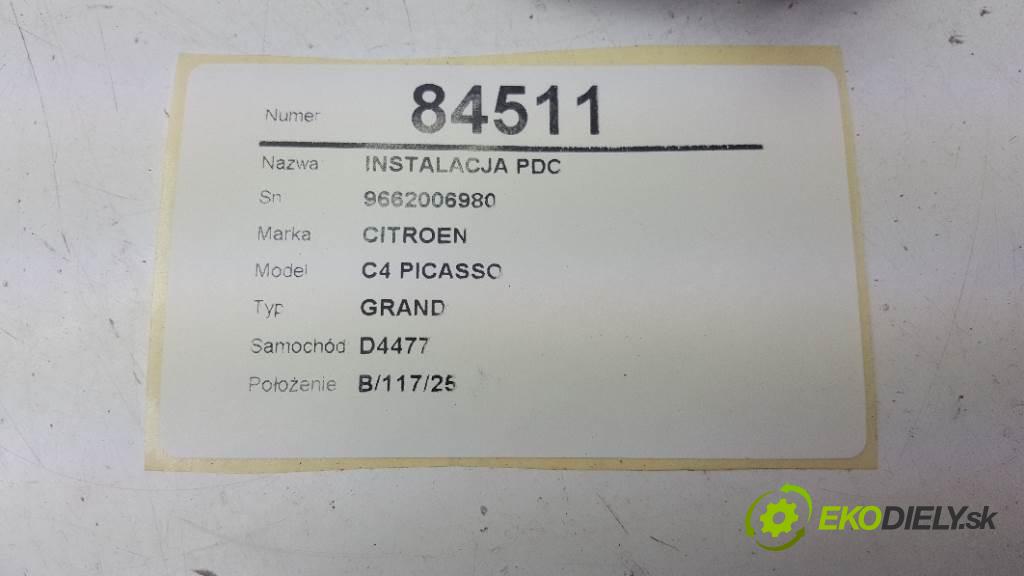 Numer 84511
Nazwa INSTALACJA PDC
Sn 9662006980
Marka CITROEN
Model C4 PICASSO
Typ GRAND
Samochód D4477
Położenie B/117/25
EKODIELY.sk